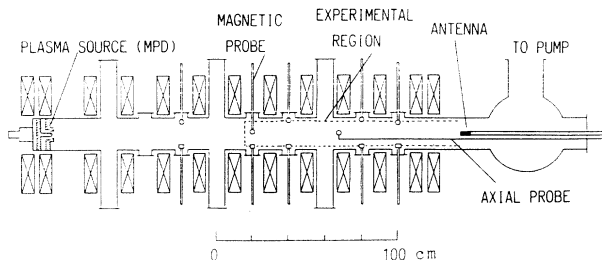 PLASMA SOURCE (MPD)
MAGNETIC
PROBE
EXPERIMENTAL
REGION
ANTENNA
TO PUMP
AXIAL PROBE
0
100 cm